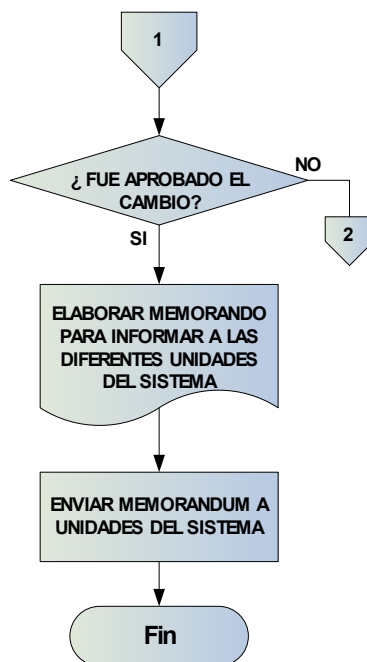 1
¿ FUE APROBADO EL
CAMBIO?
NO
2
SI
ELABORAR MEMORANDO
PARA INFORMAR A LAS
DIFERENTES UNIDADES
DEL SISTEMA
ENVIAR MEMORANDUM A
UNIDADES DEL SISTEMA
Fin